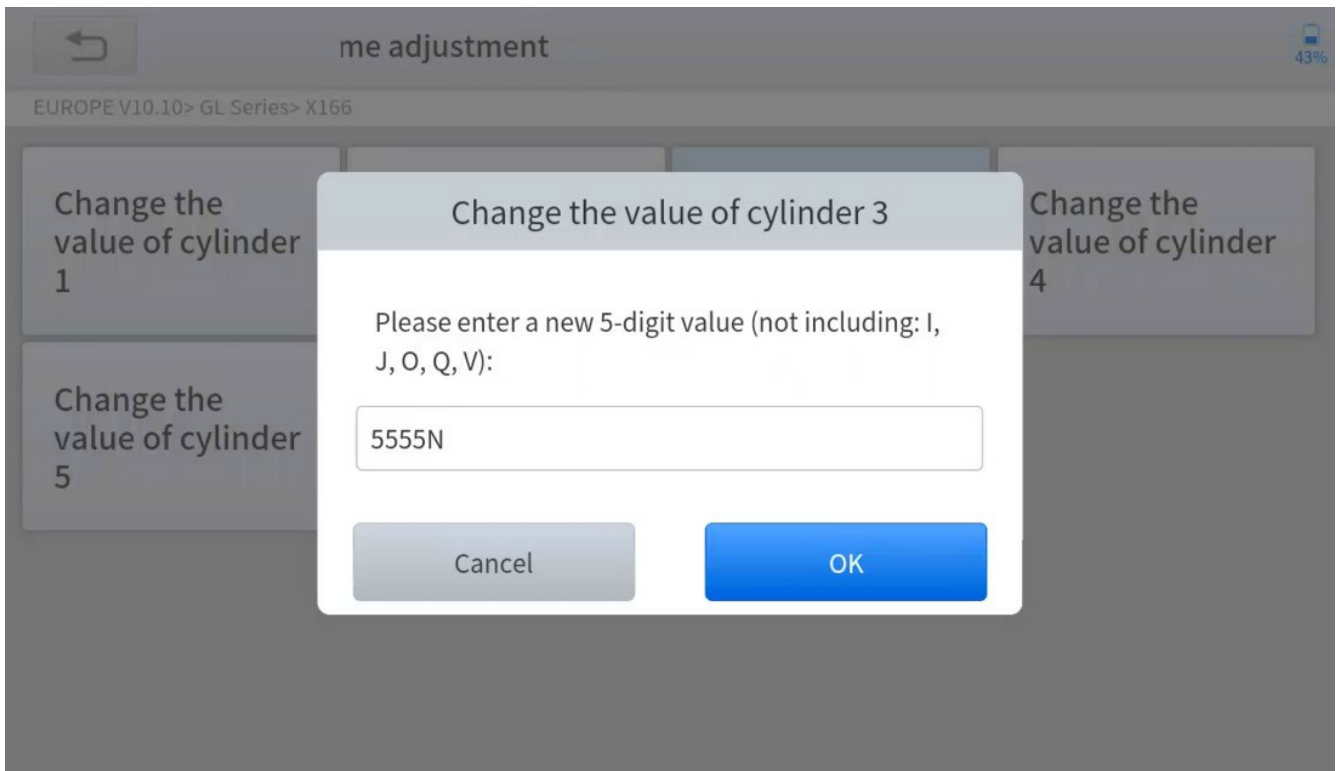 me adjustment
43%
EUROPE V10.10> GL Series> X166
Change the
value of cylinder
1
Change the
value of cylinder
4
Change the
value of cylinder
5
Change the value of cylinder 3
Please enter a new 5-digit value (not including: I,
J, O, Q, V):
5555N
Cancel
OK